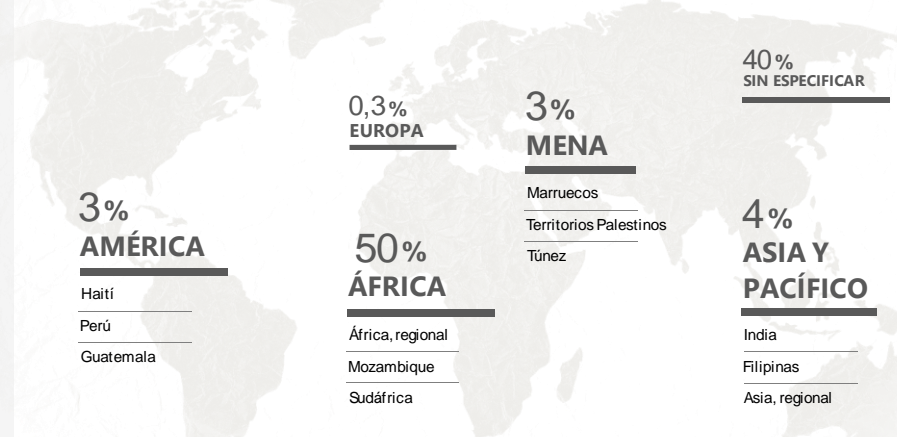 3%
AMÉRICA
Haití
Perú
Guatemala
0,3%
EUROPA
50%
ÁFRICA
África, regional
Mozambique
Sudáfrica
3%
MENA
Marruecos
Territorios Palestinos
Túnez
40%
SIN ESPECIFICAR
4%
ASIA Y
PACÍFICO
India
Filipinas
Asia, regional